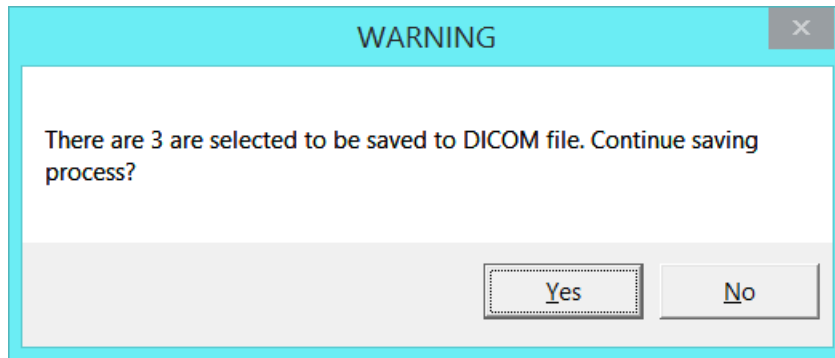 WARNING
There are 3 are selected to be saved to DICOM file. Continue saving
process?
Yes
No